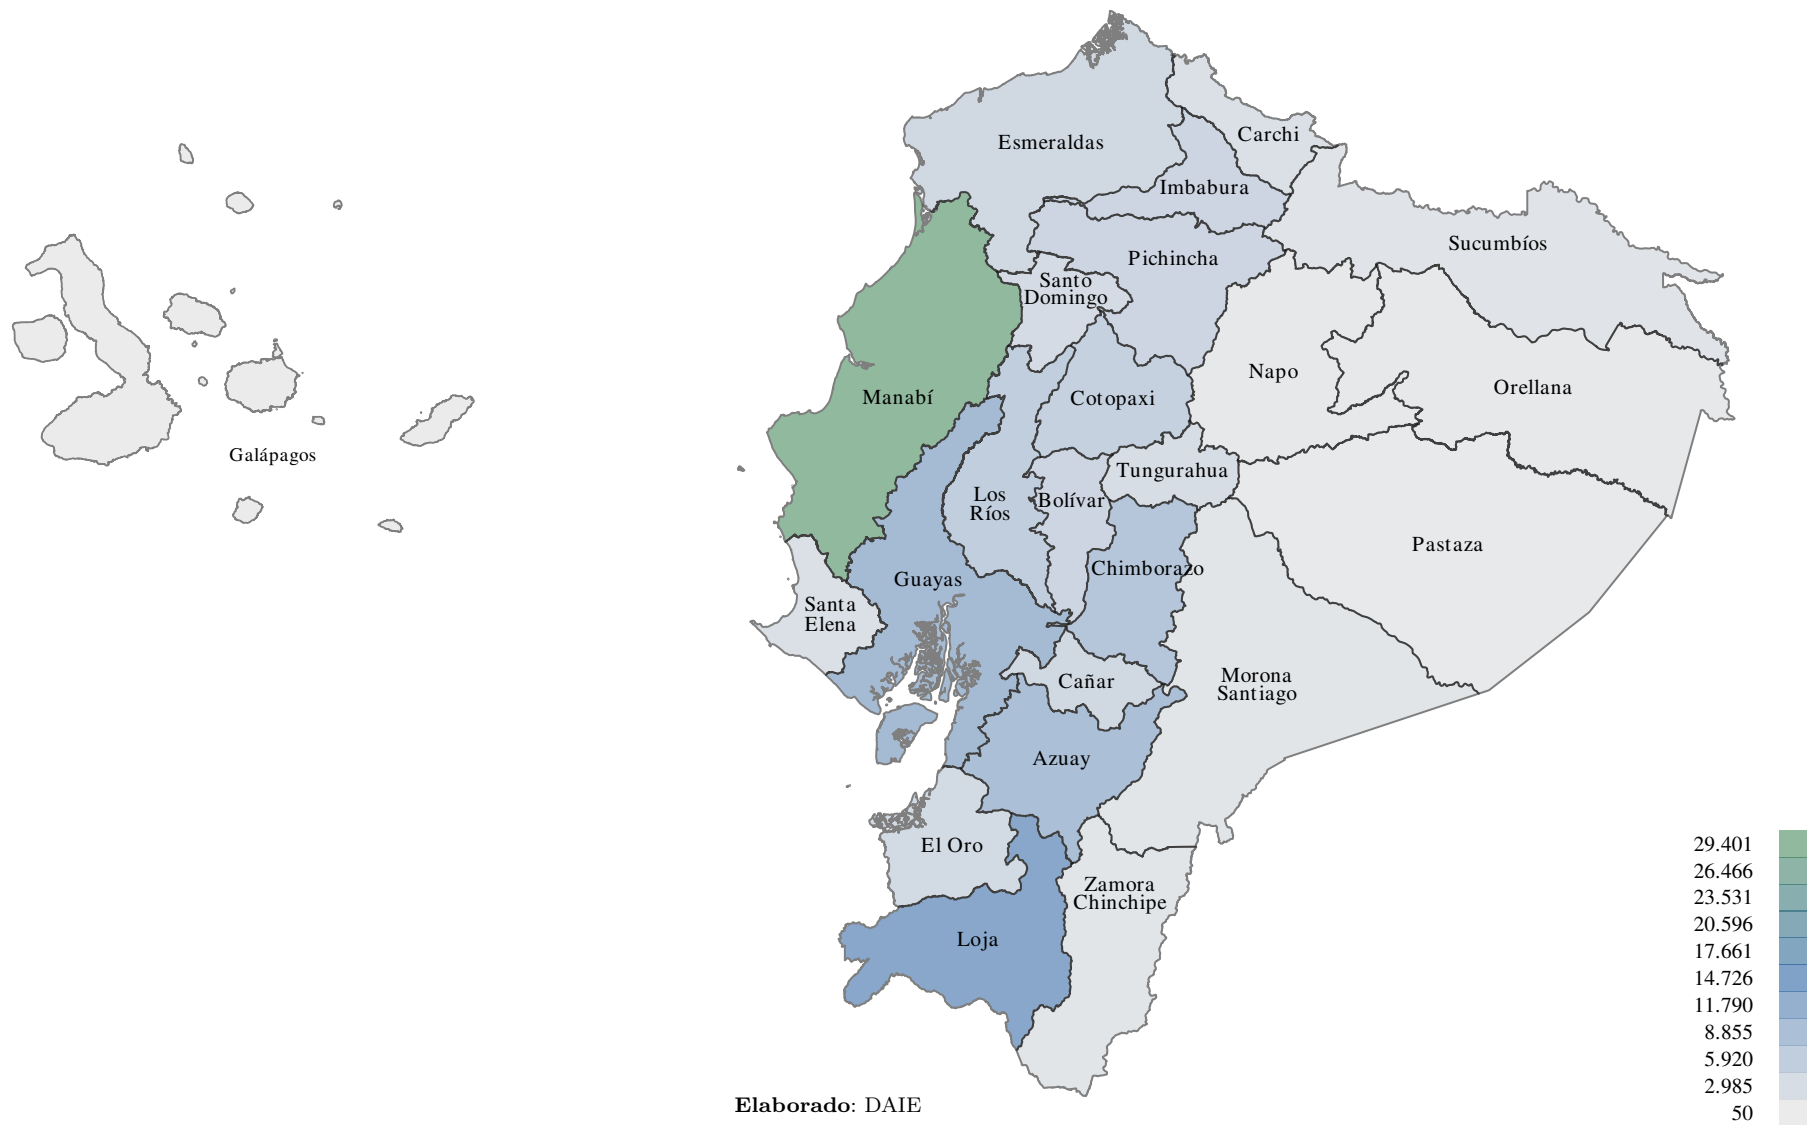 Esmeraldas
Carchi
Imbabura
Sucumbíos
Pichincha
Santo
Domingo
Napo
Orellana
Manabí
Cotopaxi
Galápagos
Tungurahua
Los
Ríos
Bolívar
Pastaza
Chimborazo
Guayas
Santa
Elena
Cañar
Morona
Santiago
Azuay
El Oro
Zamora
Chinchipe
Loja
29.401
26.466
23.531
20.596
17.661
14.726
11.790
8.855
5.920
2.985
50
Elaborado: DAIE